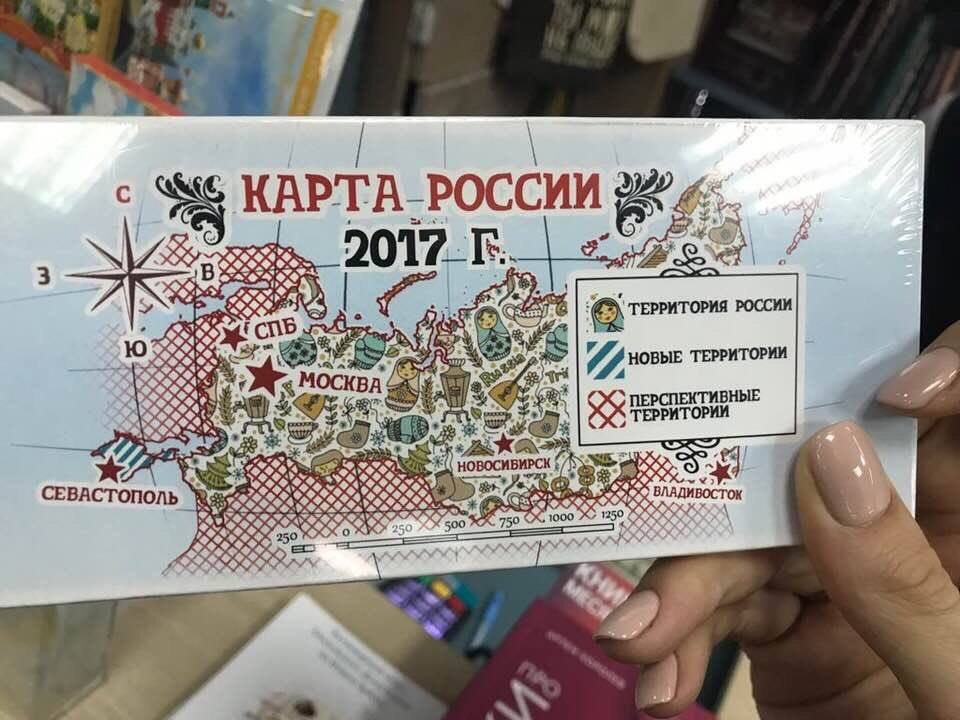 КАРТА РОССИИ
2017 Г.
С
З
В
Ю
ТЕРРИТОРИЯ РОССИИ
НОВЫЕ ТЕРРИТОРИИ
ПЕРСПЕКТИВНЫЕ
ТЕРРИТОРИИ
СПБ
МОСКВА
НОВОСИБИРСК
СЕВАСТОПОЛЬ
ВЛАДИВОСТОК
250 0 250 500 750 1000 1250
ПРО